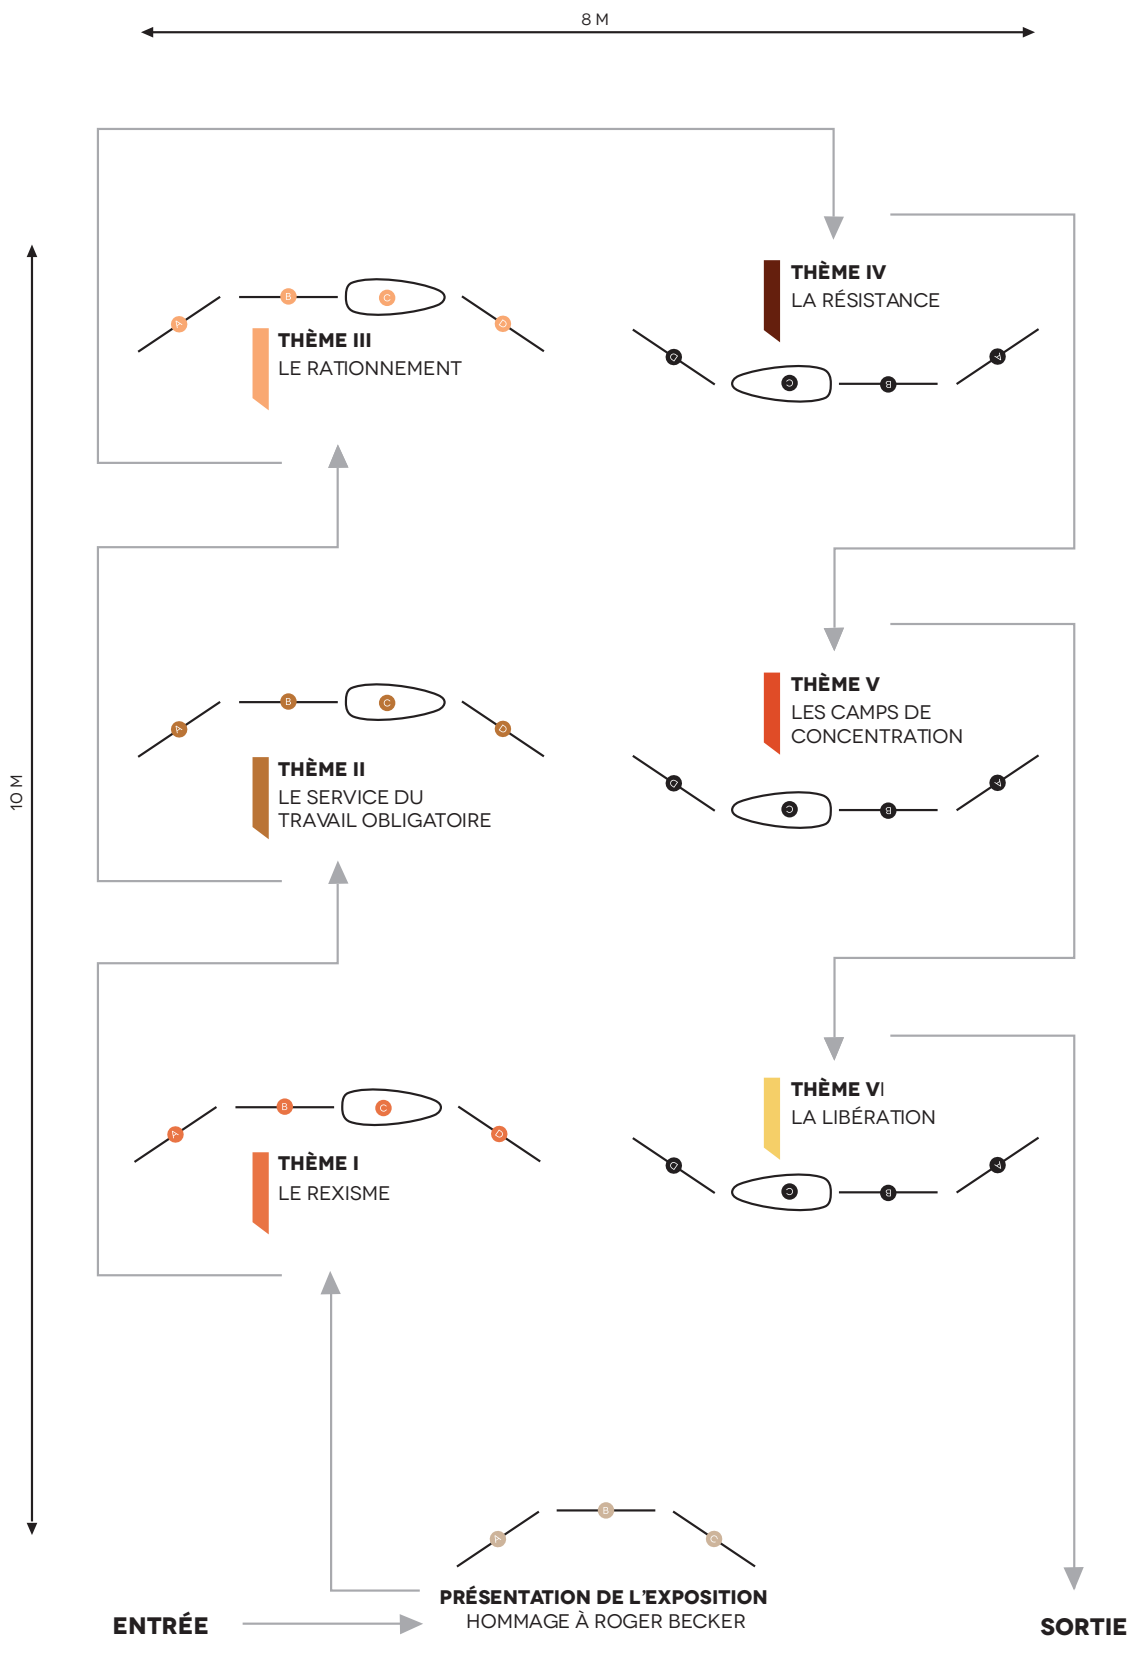 8 M
10 M
B
C
A
D
THÈME III
LE RATIONNEMENT
THÈME IV
LA RÉSISTANCE
D
C
B
A
B
C
A
D
THÈME II
LE SERVICE DU
TRAVAIL OBLIGATOIRE
THÈME V
LES CAMPS DE
CONCENTRATION
D
C
B
A
B
C
A
D
THÈME I
LE REXISME
THÈME VI
LA LIBÉRATION
D
C
B
A
B
A
C
PRÉSENTATION DE L’EXPOSITION
HOMMAGE À ROGER BECKER
ENTRÉE
SORTIE